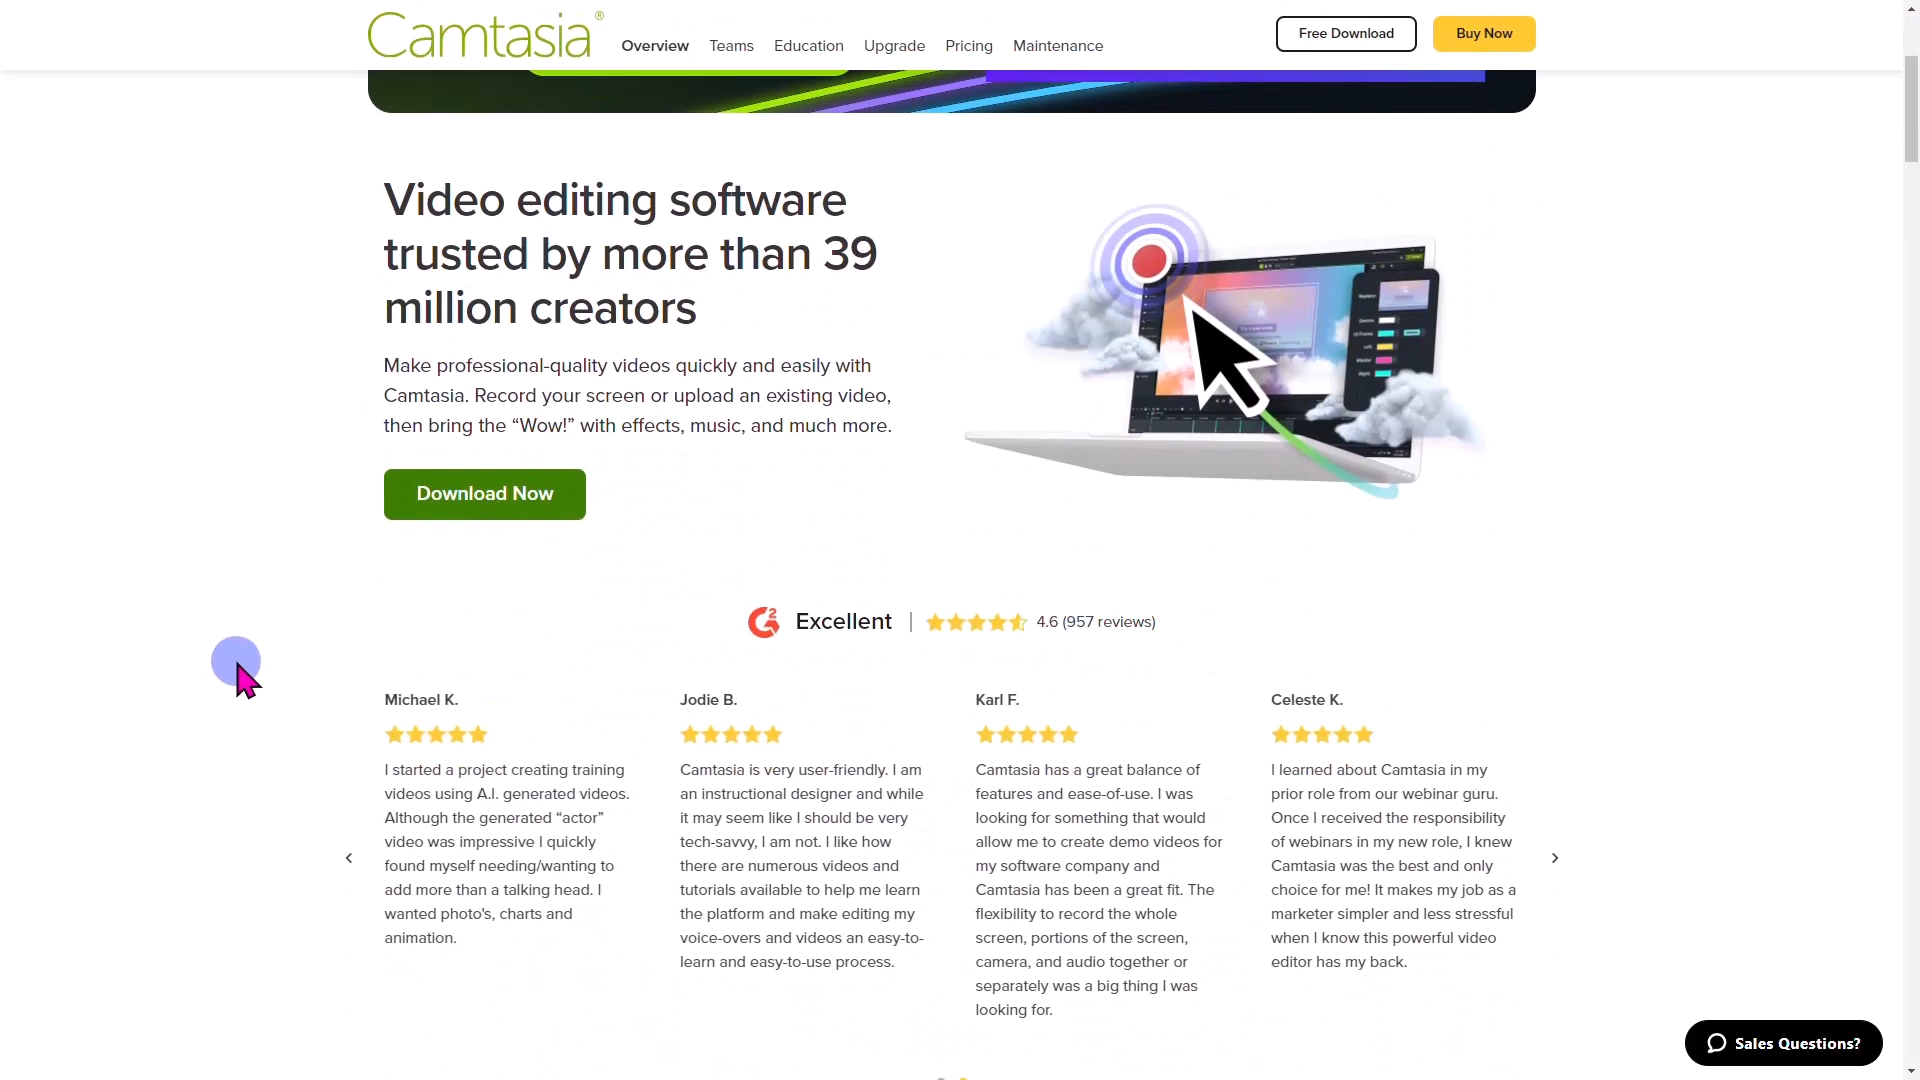 Camtasia®
Overview Teams Education Upgrade Pricing Maintenance
Free Download
Buy Now
Video editing software
trusted by more than 39
million creators
Make professional-quality videos quickly and easily with
Camtasia. Record your screen or upload an existing video,
then bring the “Wow!” with effects, music, and much more.
Download Now
Excellent | 4.6 (957 reviews)
Michael K.
I started a project creating training
videos using A.I. generated videos.
Although the generated “actor”
video was impressive I quickly
found myself needing/wanting to
add more than a talking head. I
wanted photo's, charts and
animation.
Jodie B.
Camtasia is very user-friendly. I am
an instructional designer and while
it may seem like I should be very
tech-savvy, I am not. I like how
there are numerous videos and
tutorials available to help me learn
the platform and make editing my
voice-overs and videos an easy-to-
learn and easy-to-use process.
Karl F.
Camtasia has a great balance of
features and ease-of-use. I was
looking for something that would
allow me to create demo videos for
my software company and
Camtasia has been a great fit. The
flexibility to record the whole
screen, portions of the screen,
camera, and audio together or
separately was a big thing I was
looking for.
Celeste K.
I learned about Camtasia in my
prior role from our webinar guru.
Once I received the responsibility
of webinars in my new role, I knew
Camtasia was the best and only
choice for me! It makes my job as a
marketer simpler and less stressful
when I know this powerful video
editor has my back.
Sales Questions?